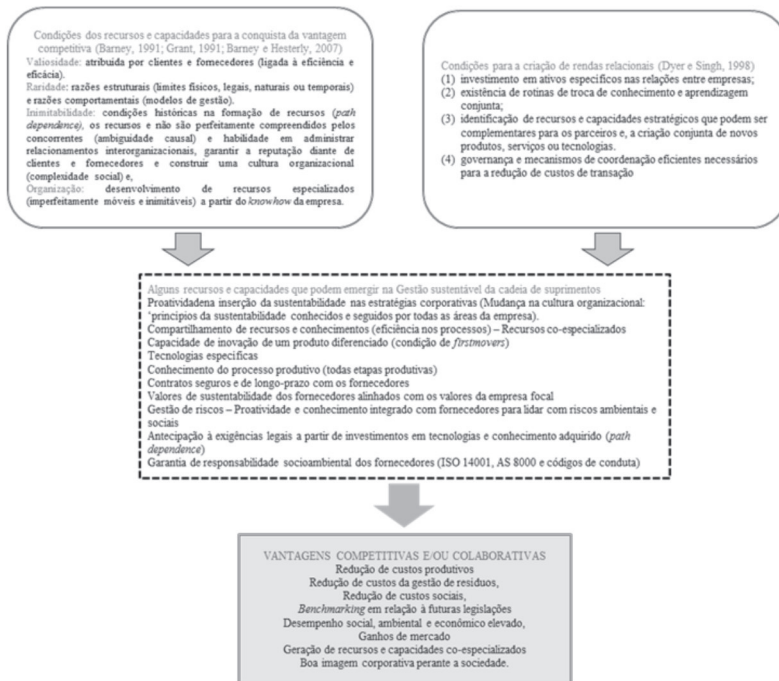 Condições dos recursos e capacidades para a conquista da vantagem
competitiva (Barney, 1991; Grant, 1991, Barney e Hesterly, 2007)
Valiosidade: atribuída por clientes e fornecedores (ligada à eficiência e
eficácia).
Raridade: razões estruturais (limites físicos, legais, naturais ou temporais)
e razões comportamentais (modelos de gestão).
Inimitabilidade: condições históricas na formação de recursos (path
dependence), os recursos e não são perfeitamente compreendidos pelos
concorrentes (ambiguidade causal) e habilidade em administrar
relacionamentos interorganizacionais, garantir a reputação diante de
clientes e fornecedores e construir uma cultura organizacional
(complexidade social) e,
Organização: desenvolvimento de recursos especializados
(imperfeitamente móveis e inimitáveis) a partir do knowhow da empresa.
Condições para a criação de rendas relacionais (Dyer e Singh, 1998)
(1) investimento em ativos específicos nas relações entre empresas;
(2) existência de rotinas de troca de conhecimento e aprendizagem
conjunta;
(3) identificação de recursos e capacidades estratégicos que podem ser
complementares para os parceiros e, a criação conjunta de novos
produtos, serviços ou tecnologias.
(4) governança e mecanismos de coordenação eficientes necessários
para a redução de custos de transação
Alguns recursos e capacidades que podem emergir na Gestão sustentável da cadeia de suprimentos
Proatividadena inserção da sustentabilidade nas estratégias corporativas (Mudança na cultura organizacional:
'princípios da sustentabilidade conhecidos e seguidos por todas as áreas da empresa).
Compartilhamento de recursos e conhecimentos (eficiência nos processos) – Recursos co-especializados
Capacidade de inovação de um produto diferenciado (condição de firstmovers)
Tecnologias específicas
Conhecimento do processo produtivo (todas etapas produtivas)
Contratos seguros e de longo-prazo com os fornecedores
Valores de sustentabilidade dos fornecedores alinhados com os valores da empresa focal
Gestão de riscos – Proatividade e conhecimento integrado com fornecedores para lidar com riscos ambientais e
sociais
Antecipação à exigências legais a partir de investimentos em tecnologias e conhecimento adquirido (path
dependence)
Garantia de responsabilidade socioambiental dos fornecedores (ISO 14001, AS 8000 e códigos de conduta)
VANTAGENS COMPETITIVAS E/OU COLABORATIVAS
Redução de custos produtivos
Redução de custos da gestão de resíduos,
Redução de custos sociais,
Benchmarking em relação à futuras legislações
Desempenho social, ambiental e econômico elevado,
Ganhos de mercado
Geração de recursos e capacidades co-especializados
Boa imagem corporativa perante a sociedade.